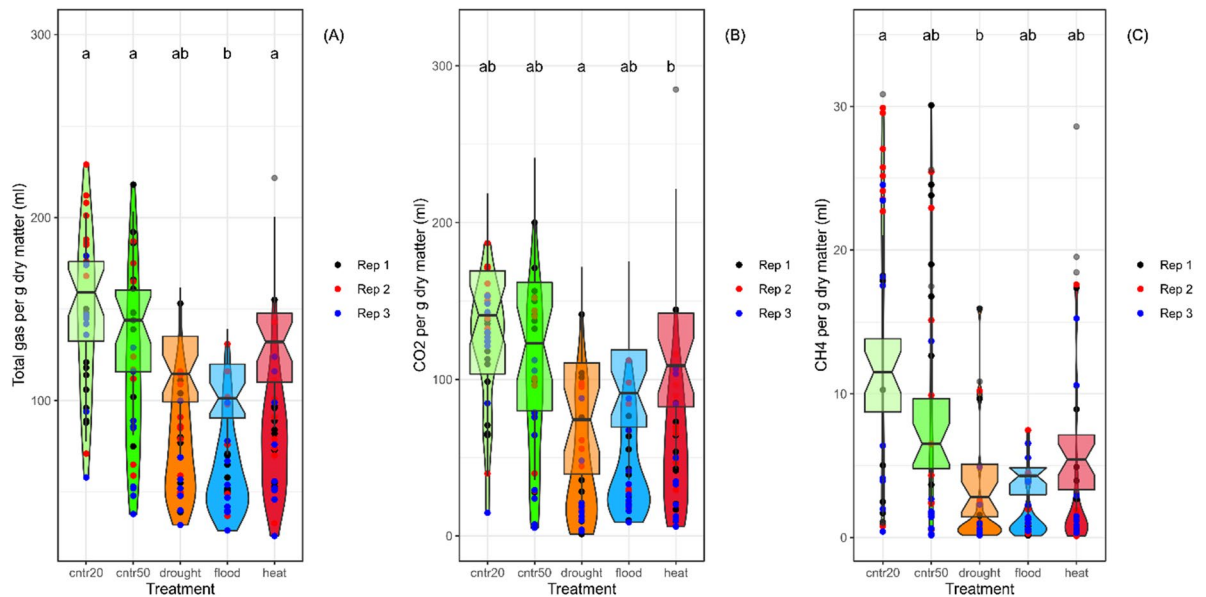 (A)
a a ab b a
300
200
100
Total gas per g dry matter (ml)
cntr20 cntr50 drought flood heat
Treatment
Rep 1
Rep 2
Rep 3
(B)
ab ab a ab b
300
200
100
0
CO2 per g dry matter (ml)
cntr20 cntr50 drought flood heat
Treatment
Rep 1
Rep 2
Rep 3
(C)
a ab b ab ab
30
20
10
0
CH4 per g dry matter (ml)
cntr20 cntr50 drought flood heat
Treatment
Rep 1
Rep 2
Rep 3